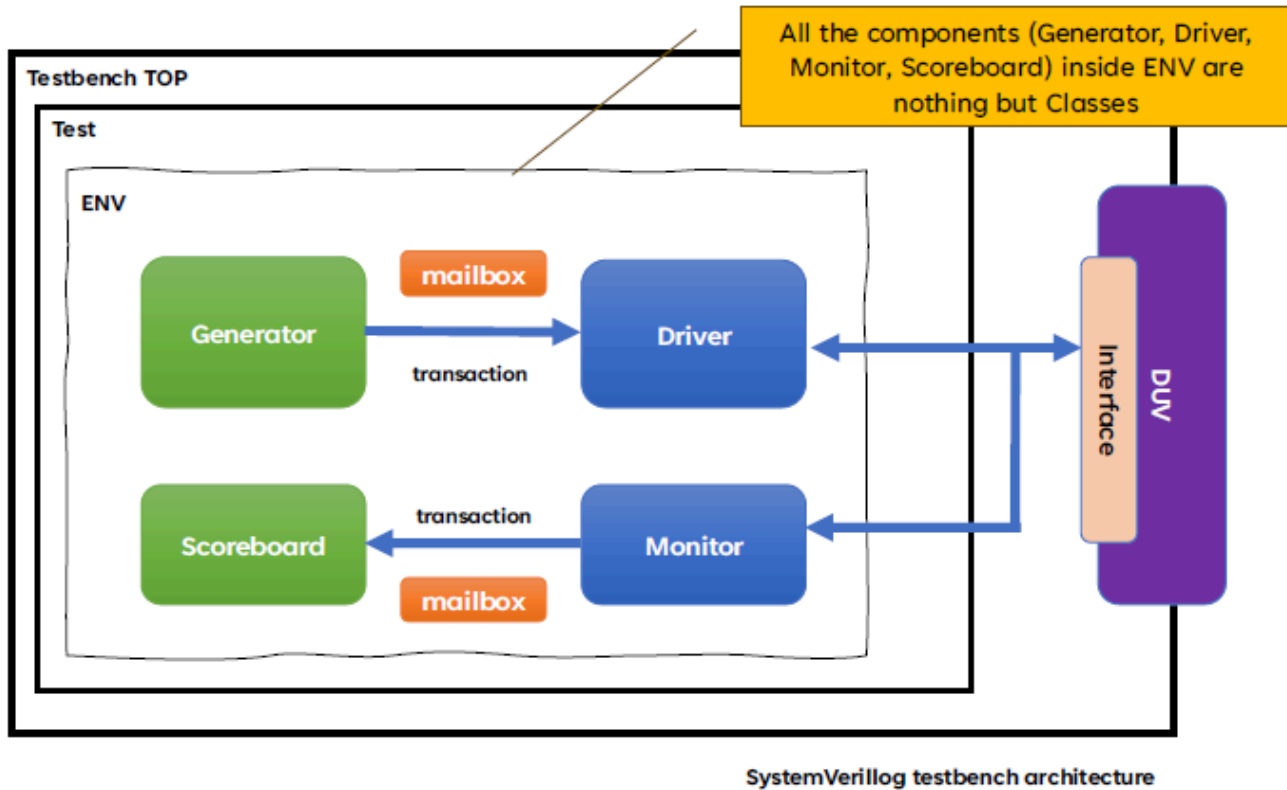 All the components (Generator, Driver,
Monitor, Scoreboard) inside ENV are
nothing but Classes
Testbench TOP
Test
ENV
mailbox
Generator
Driver
transaction
Interface
DUV
transaction
Scoreboard
Monitor
mailbox
SystemVerillog testbench architecture